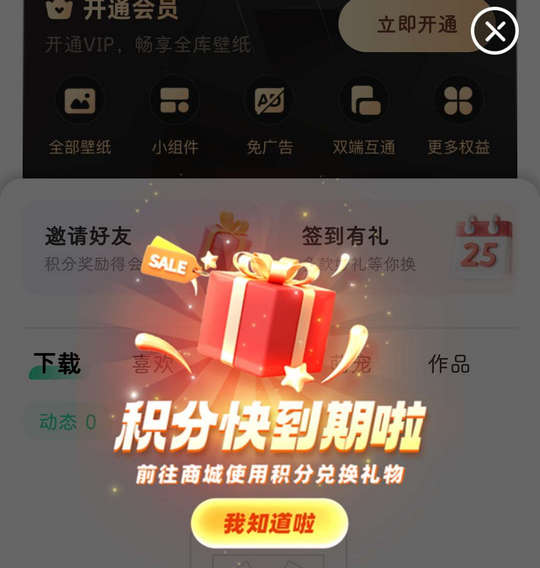 开通会员
立即开通
开通VIP，畅享全库壁纸
全部壁纸 小组件 免广告 双端互通 更多权益
邀请好友 签到有礼
积分奖励得会 好礼等你换
25
SALE
下载 喜欢 萌宠 作品
动态 0
积分快到期啦
前往商城使用积分兑换礼物
我知道啦